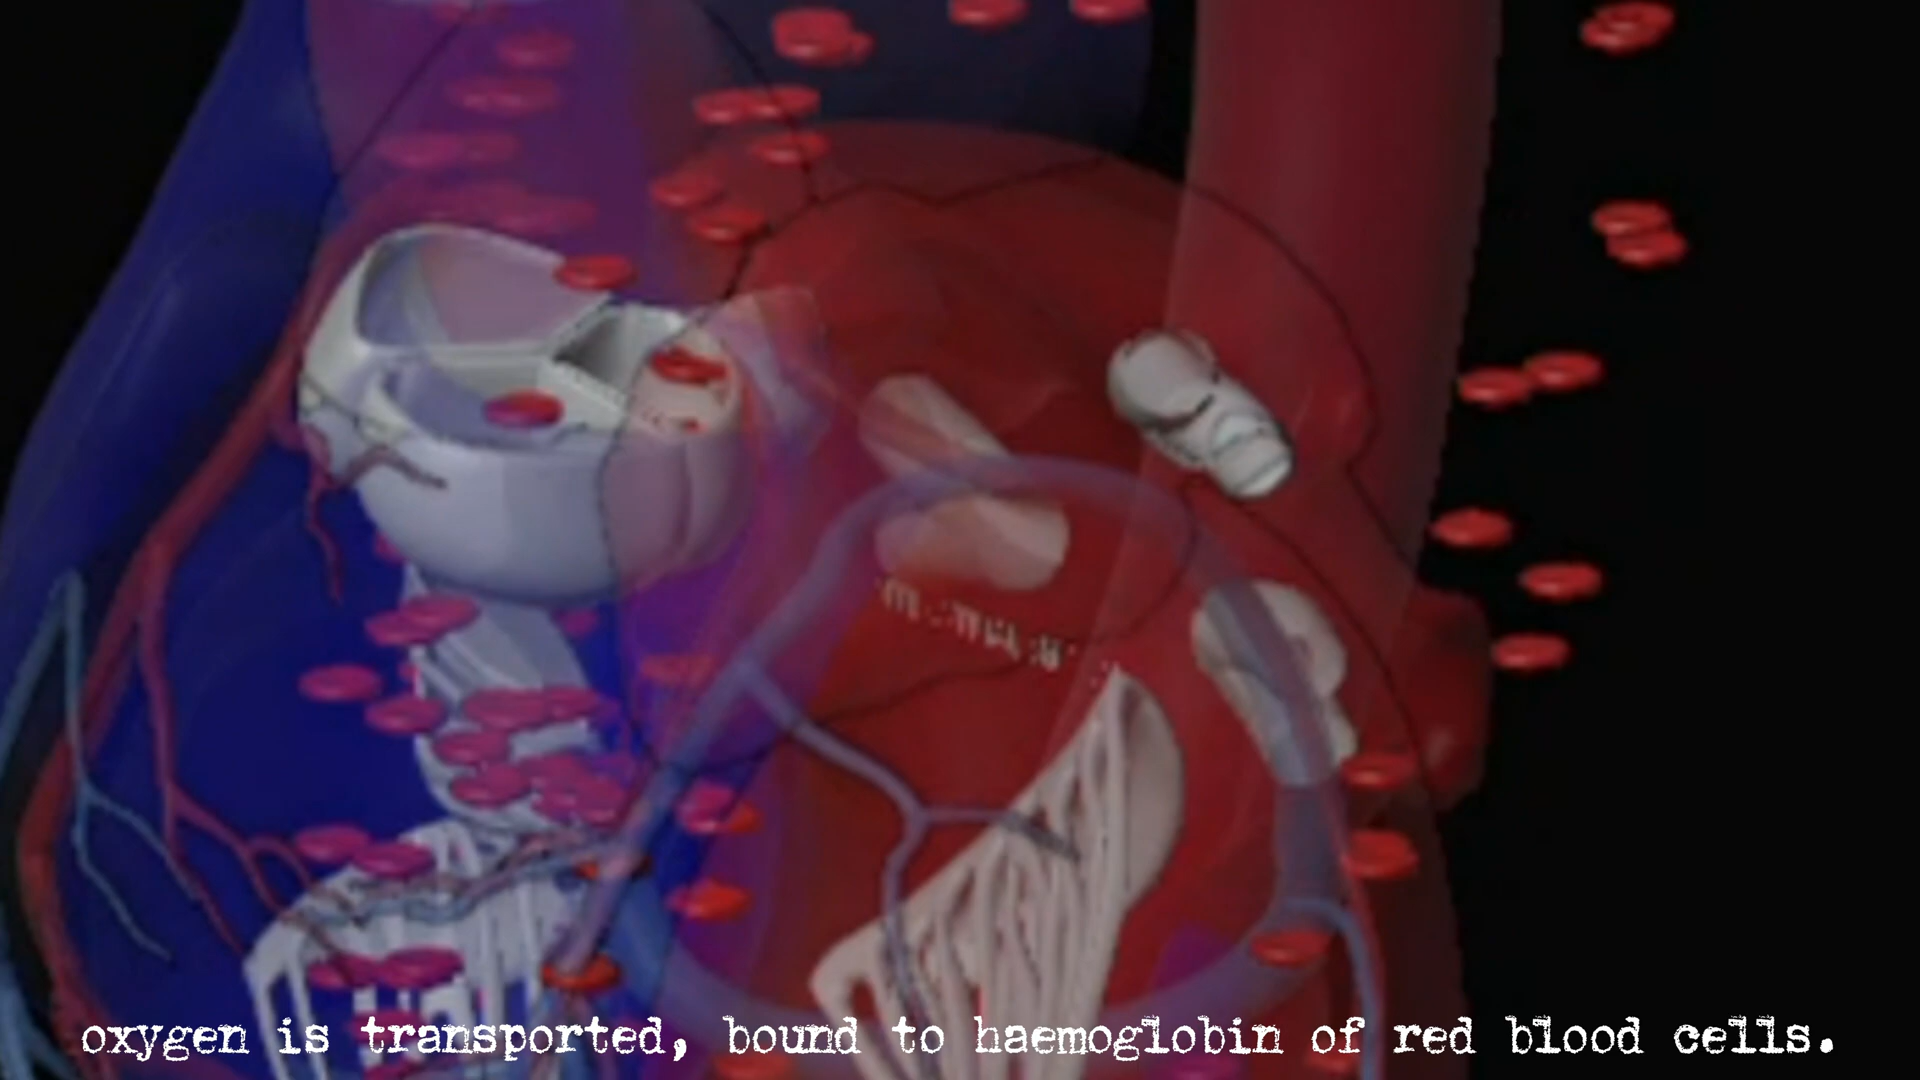 oxygen is transported, bound to haemoglobin of red blood cells.